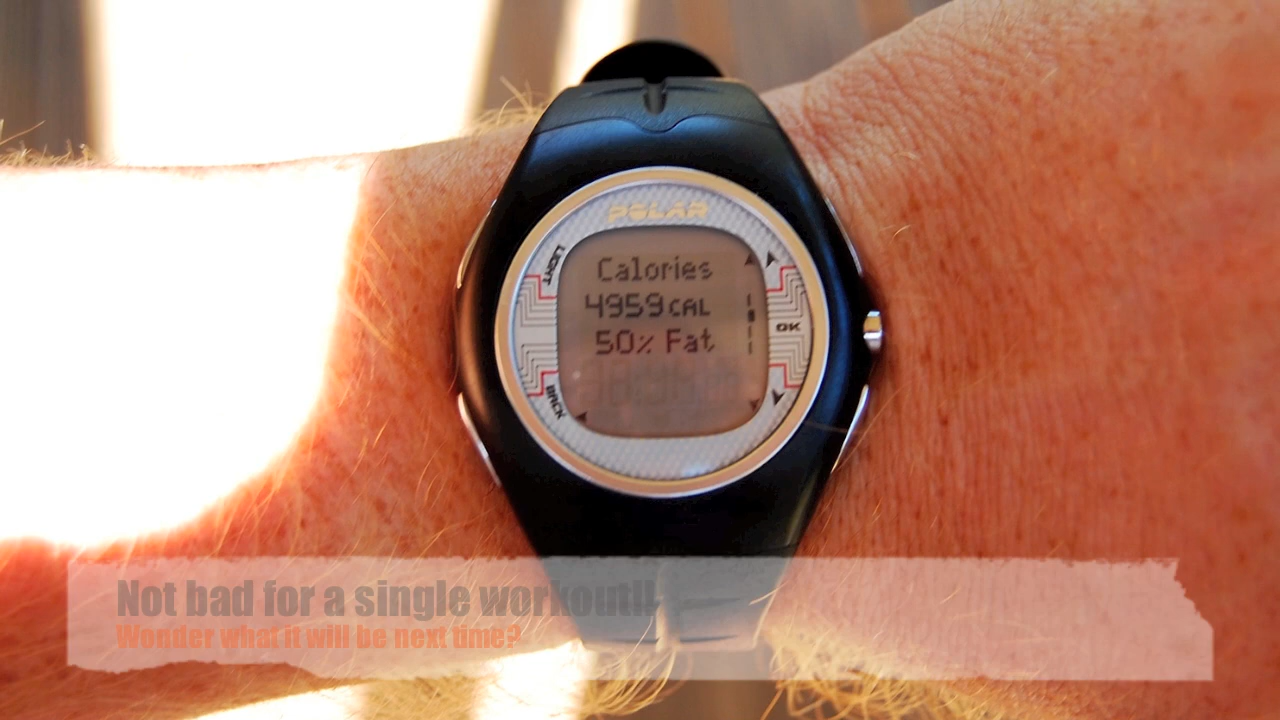 POLAR
LIGHT
Calories
4959 CAL
50% Fat
OK
BACK
Not bad for a single workout!!
Wonder what it will be next time?